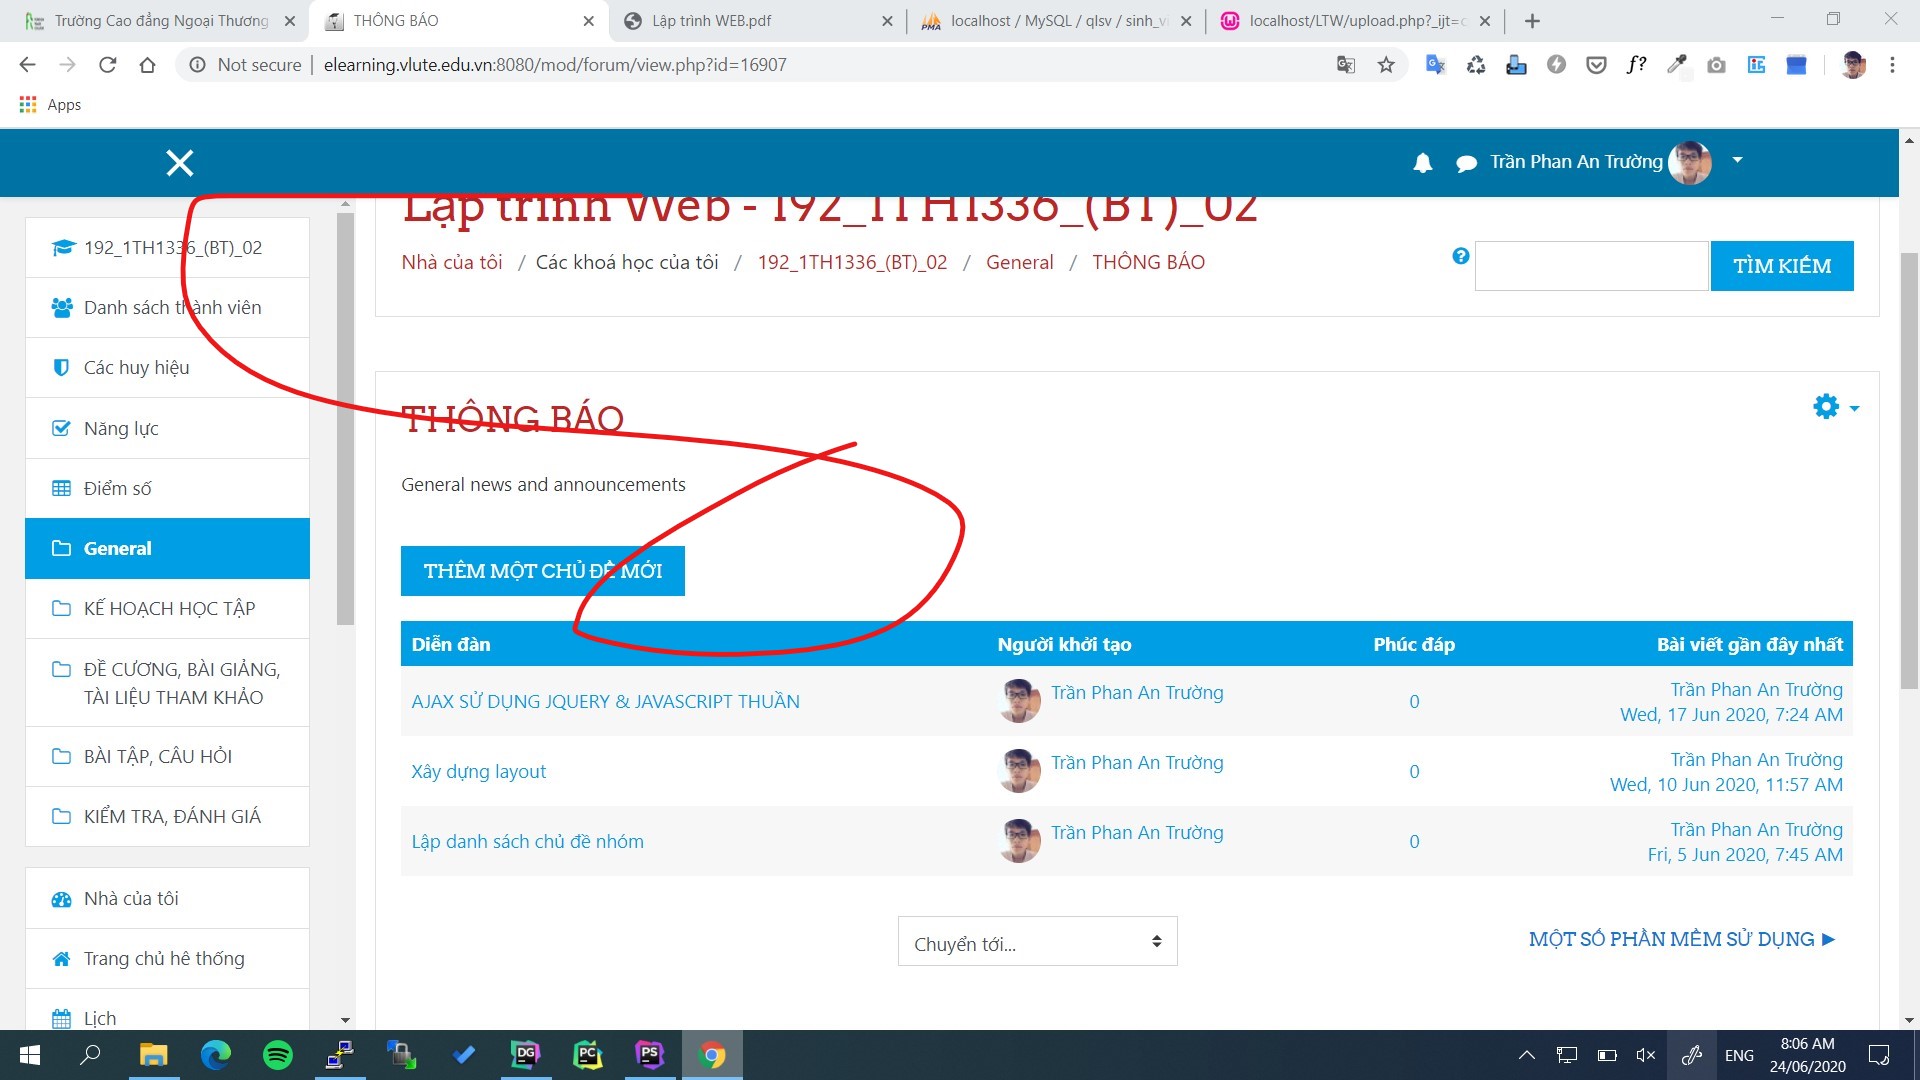 Trường Cao đẳng Ngoại Thương
THÔNG BÁO
Lập trình WEB.pdf
localhost / MySQL / qlsv / sinh_vi
localhost/LTW/upload.php?_ijt=c
Not secure
elearning.vlute.edu.vn:8080/mod/forum/view.php?id=16907
Apps
Trần Phan An Trường
Lập trình Web - 192_1TH1336_(BT)_02
Nhà của tôi / Các khoá học của tôi / 192_1TH1336_(BT)_02 / General / THÔNG BÁO
TÌM KIẾM
192_1TH1336_(BT)_02
Danh sách thành viên
Các huy hiệu
Năng lực
Điểm số
General
KẾ HOẠCH HỌC TẬP
ĐỀ CƯƠNG, BÀI GIẢNG,
TÀI LIỆU THAM KHẢO
BÀI TẬP, CÂU HỎI
KIỂM TRA, ĐÁNH GIÁ
Nhà của tôi
Trang chủ hệ thống
Lịch
THÔNG BÁO
General news and announcements
THÊM MỘT CHỦ ĐỀ MỚI
Diễn đàn Người khởi tạo Phúc đáp Bài viết gần đây nhất
AJAX SỬ DỤNG JQUERY & JAVASCRIPT THUẦN Trần Phan An Trường 0 Trần Phan An Trường
Wed, 17 Jun 2020, 7:24 AM
Xây dựng layout Trần Phan An Trường 0 Trần Phan An Trường
Wed, 10 Jun 2020, 11:57 AM
Lập danh sách chủ đề nhóm Trần Phan An Trường 0 Trần Phan An Trường
Fri, 5 Jun 2020, 7:45 AM
Chuyển tới...
MỘT SỐ PHẦN MỀM SỬ DỤNG ►
DG
PC
PS
ENG
8:06 AM
24/06/2020